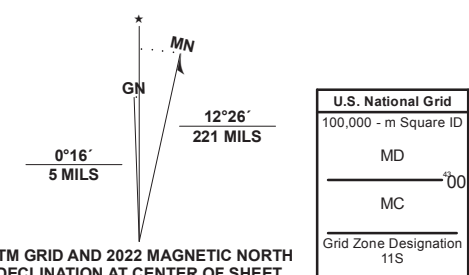 ★
MN
GN
12°26´
221 MILS
0°16´
5 MILS
TM GRID AND 2022 MAGNETIC NORTH
DECLINATION AT CENTER OF SHEET
U.S. National Grid
100,000 - m Square ID
MD
4300
MC
Grid Zone Designation
11S